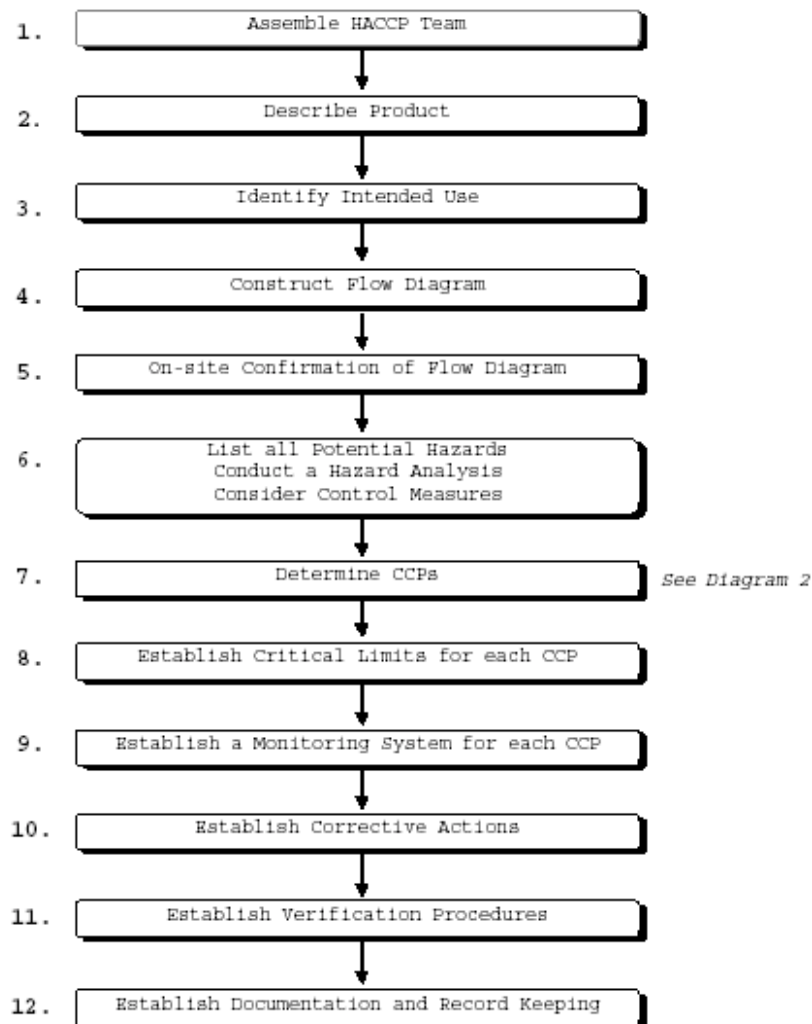 1. Assemble HACCP Team
2. Describe Product
3. Identify Intended Use
4. Construct Flow Diagram
5. On-site Confirmation of Flow Diagram
6. List all Potential Hazards
Conduct a Hazard Analysis
Consider Control Measures
7. Determine CCPs See Diagram 2
8. Establish Critical Limits for each CCP
9. Establish a Monitoring System for each CCP
10. Establish Corrective Actions
11. Establish Verification Procedures
12. Establish Documentation and Record Keeping